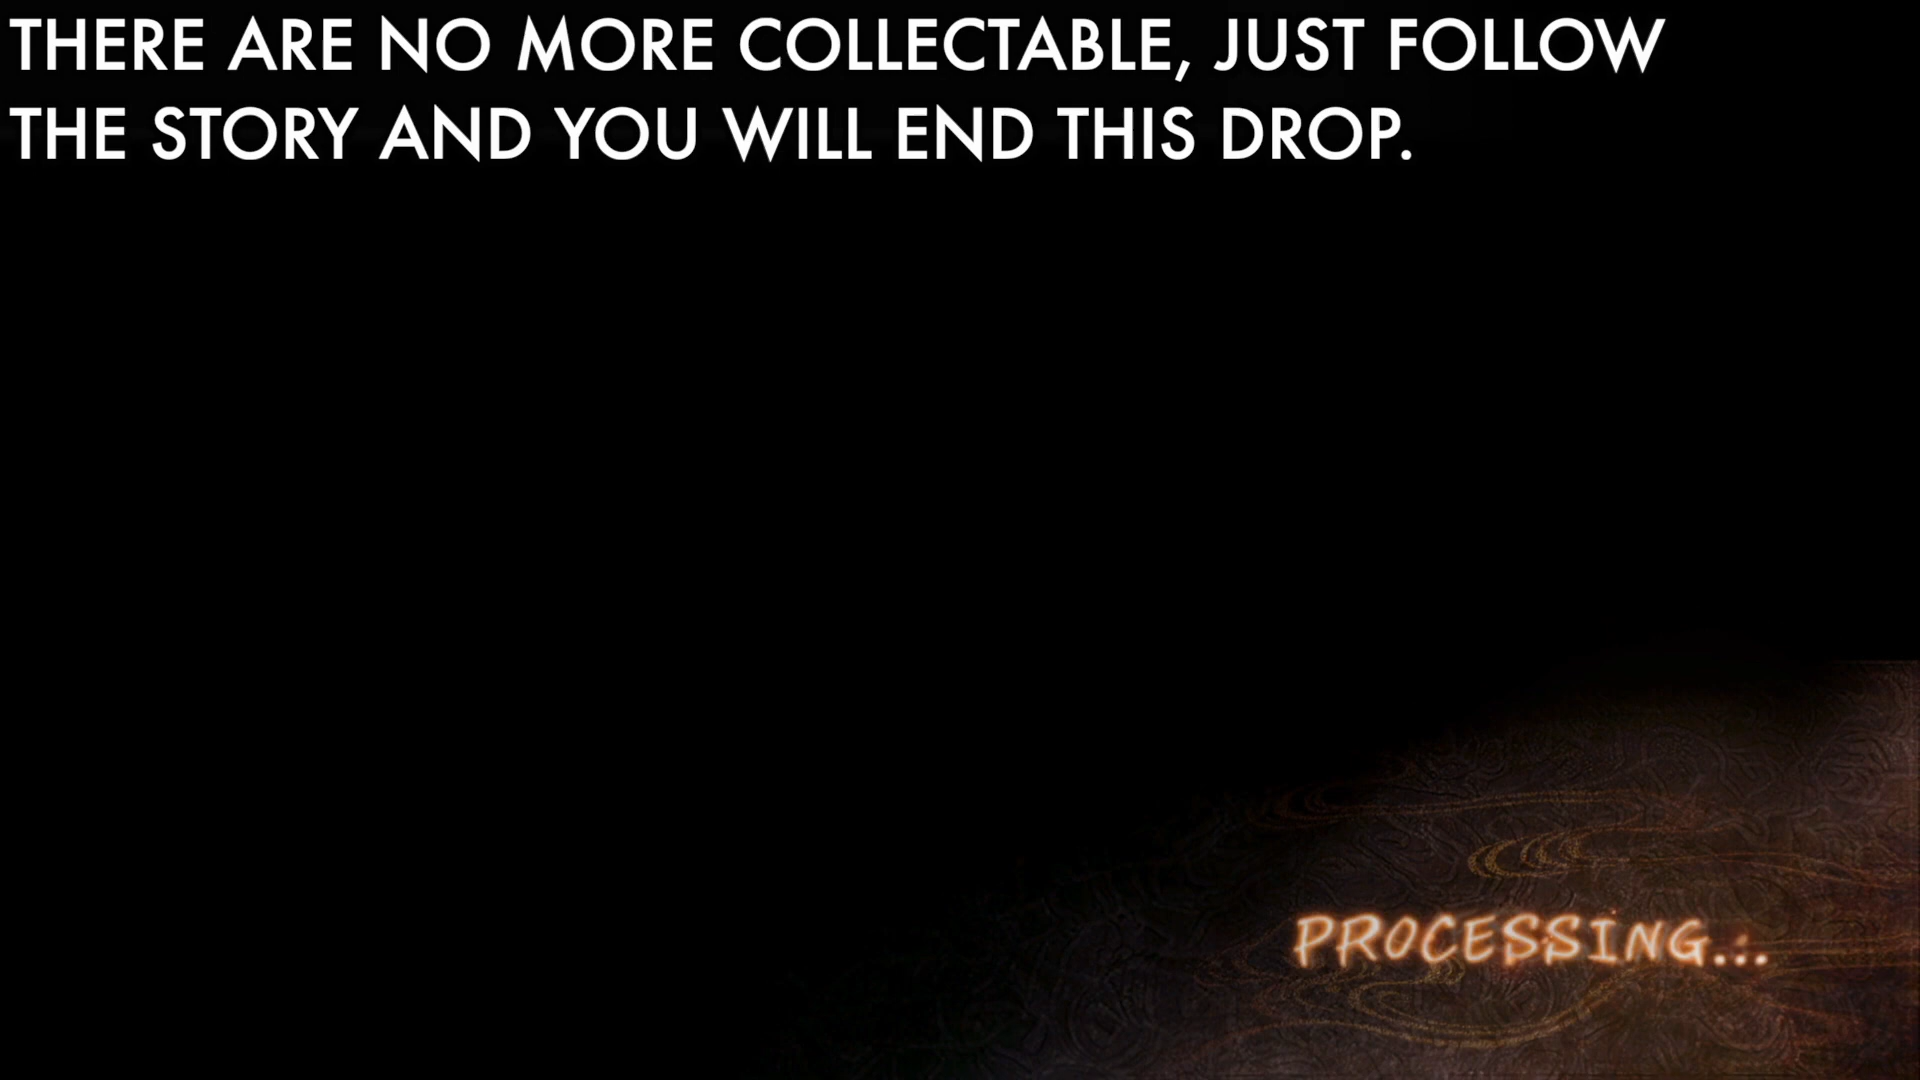 THERE ARE NO MORE COLLECTABLE, JUST FOLLOW
THE STORY AND YOU WILL END THIS DROP.
PROCESSING...